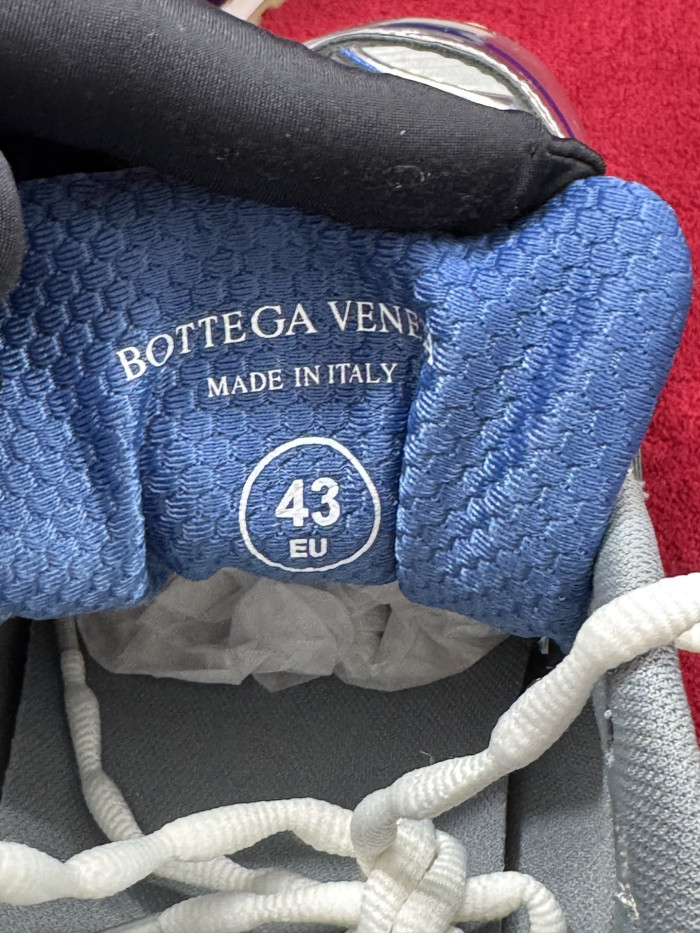 BOTTEGA VENE
MADE IN ITALY
43
EU